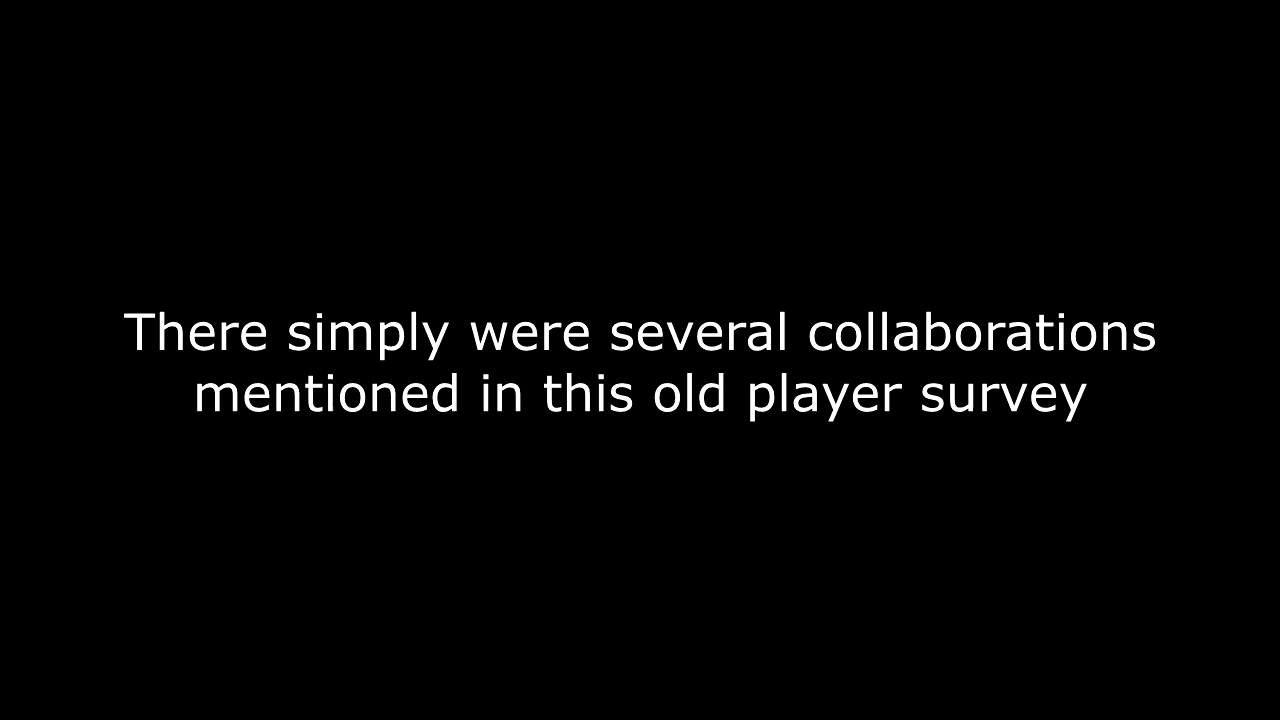 There simply were several collaborations
mentioned in this old player survey